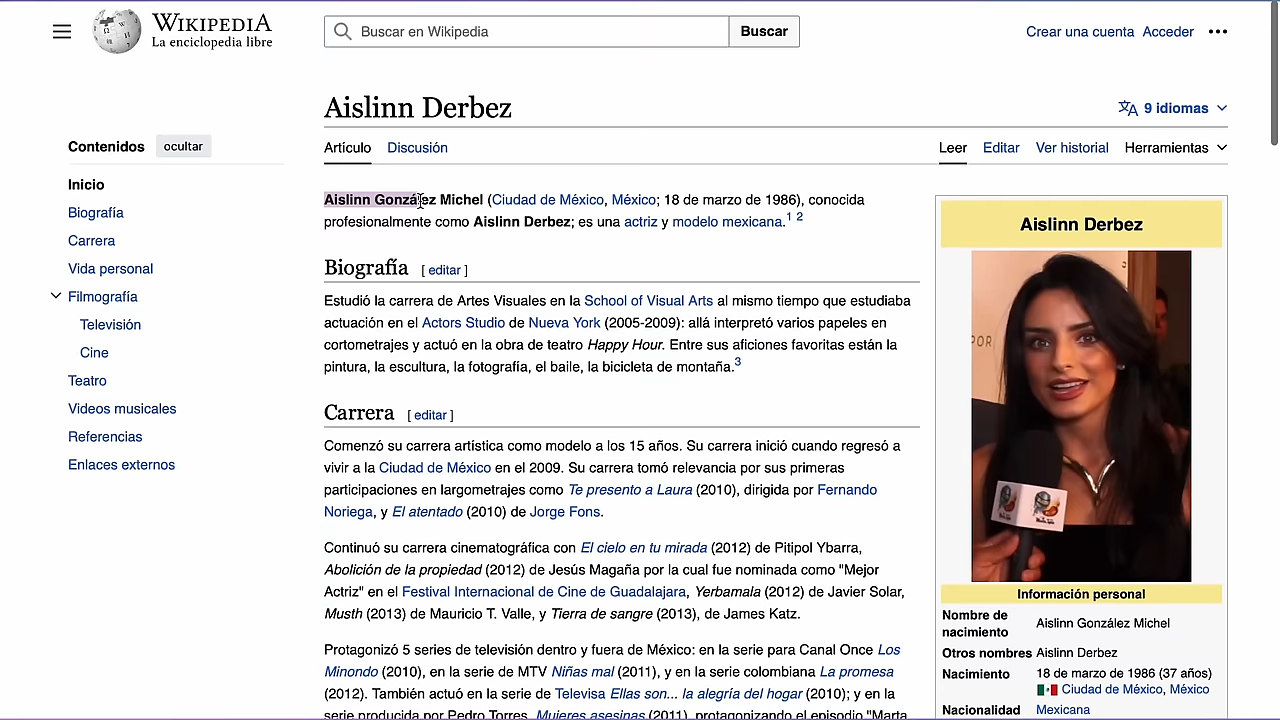 WIKIPEDIA
La enciclopedia libre
Buscar en Wikipedia
Buscar
Crear una cuenta Acceder
Aislinn Derbez
9 idiomas
Artículo Discusión
Leer Editar Ver historial Herramientas
Contenidos ocultar
Inicio
Biografía
Carrera
Vida personal
Filmografía
Televisión
Cine
Teatro
Videos musicales
Referencias
Enlaces externos
Aislinn González Michel (Ciudad de México, México; 18 de marzo de 1986), conocida
profesionalmente como Aislinn Derbez; es una actriz y modelo mexicana.1 2
Biografía [ editar ]
Estudió la carrera de Artes Visuales en la School of Visual Arts al mismo tiempo que estudiaba
actuación en el Actors Studio de Nueva York (2005-2009): allá interpretó varios papeles en
cortometrajes y actuó en la obra de teatro Happy Hour. Entre sus aficiones favoritas están la
pintura, la escultura, la fotografía, el baile, la bicicleta de montaña.3
Carrera [ editar ]
Comenzó su carrera artística como modelo a los 15 años. Su carrera inició cuando regresó a
vivir a la Ciudad de México en el 2009. Su carrera tomó relevancia por sus primeras
participaciones en largometrajes como Te presento a Laura (2010), dirigida por Fernando
Noriega, y El atentado (2010) de Jorge Fons.
Continuó su carrera cinematográfica con El cielo en tu mirada (2012) de Pitipol Ybarra,
Abolición de la propiedad (2012) de Jesús Magaña por la cual fue nominada como "Mejor
Actriz" en el Festival Internacional de Cine de Guadalajara, Yerbamala (2012) de Javier Solar,
Musth (2013) de Mauricio T. Valle, y Tierra de sangre (2013), de James Katz.
Protagonizó 5 series de televisión dentro y fuera de México: en la serie para Canal Once Los
Minondo (2010), en la serie de MTV Niñas mal (2011), y en la serie colombiana La promesa
(2012). También actuó en la serie de Televisa Ellas son... la alegría del hogar (2010); y en la
serie producida por Pedro Torres, Mujeres asesinas (2011), protagonizando el episodio "Marta
Aislinn Derbez
POR
Información personal
Nombre de nacimiento Aislinn González Michel
Otros nombres Aislinn Derbez
Nacimiento 18 de marzo de 1986 (37 años)
Ciudad de México, México
Nacionalidad Mexicana